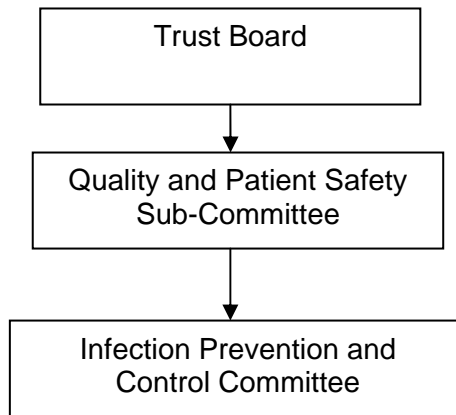 Trust Board
Quality and Patient Safety
Sub-Committee
Infection Prevention and
Control Committee